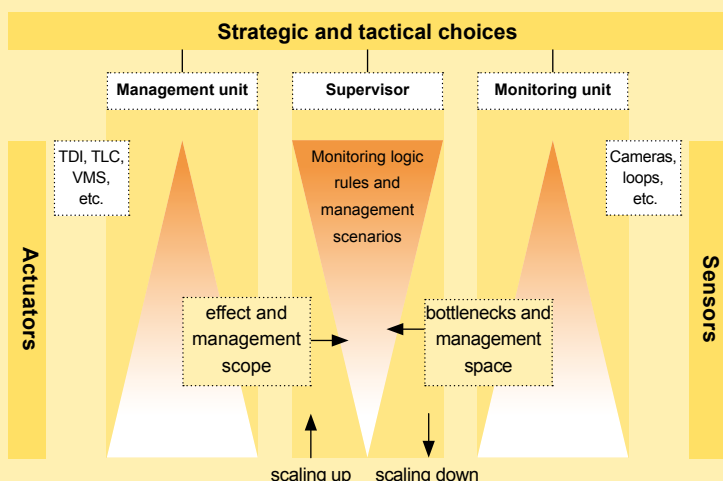 Strategic and tactical choices
Management unit
Supervisor
Monitoring unit
TDI, TLC,
VMS,
etc.
Monitoring logic
rules and
management
scenarios
Cameras,
loops,
etc.
Actuators
Sensors
effect and
management
scope
bottlenecks and
management
space
scaling up
scaling down